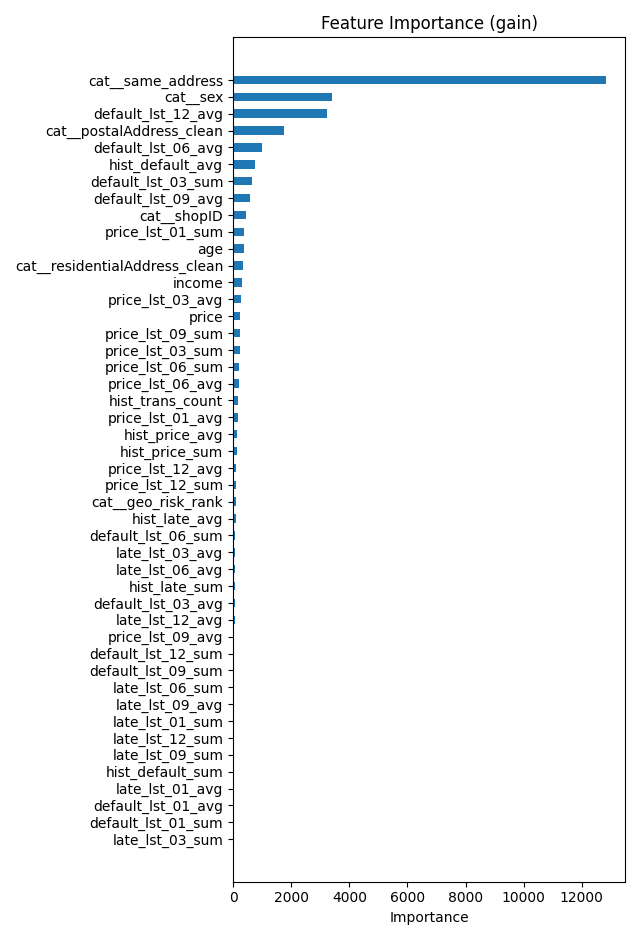 Feature Importance (gain)
cat__same_address
cat__sex
default_lst_12_avg
cat__postalAddress_clean
default_lst_06_avg
hist_default_avg
default_lst_03_sum
default_lst_09_avg
cat__shopID
price_lst_01_sum
age
cat__residentialAddress_clean
income
price_lst_03_avg
price
price_lst_09_sum
price_lst_03_sum
price_lst_06_sum
price_lst_06_avg
hist_trans_count
price_lst_01_avg
hist_price_avg
hist_price_sum
price_lst_12_avg
price_lst_12_sum
cat__geo_risk_rank
hist_late_avg
default_lst_06_sum
late_lst_03_avg
late_lst_06_avg
hist_late_sum
default_lst_03_avg
late_lst_12_avg
price_lst_09_avg
default_lst_12_sum
default_lst_09_sum
late_lst_06_sum
late_lst_09_avg
late_lst_01_sum
late_lst_12_sum
late_lst_09_sum
hist_default_sum
late_lst_01_avg
default_lst_01_avg
default_lst_01_sum
late_lst_03_sum
0 2000 4000 6000 8000 10000 12000
Importance